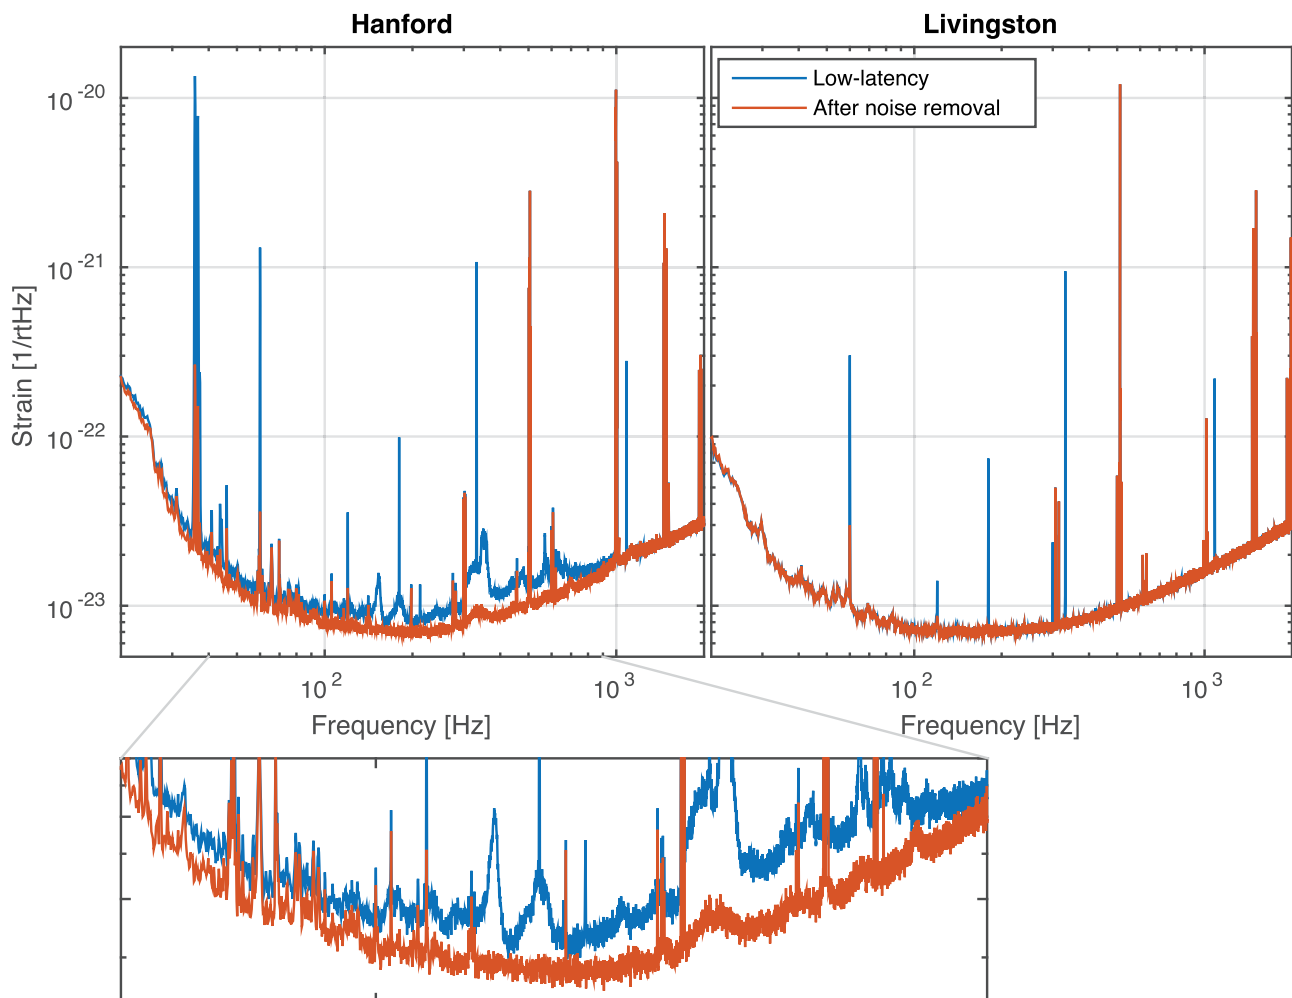 Hanford
Livingston
Low-latency
After noise removal
10^-20
10^-21
10^-22
10^-23
Strain [1/rtHz]
10^2
10^3
10^2
10^3
Frequency [Hz]
Frequency [Hz]